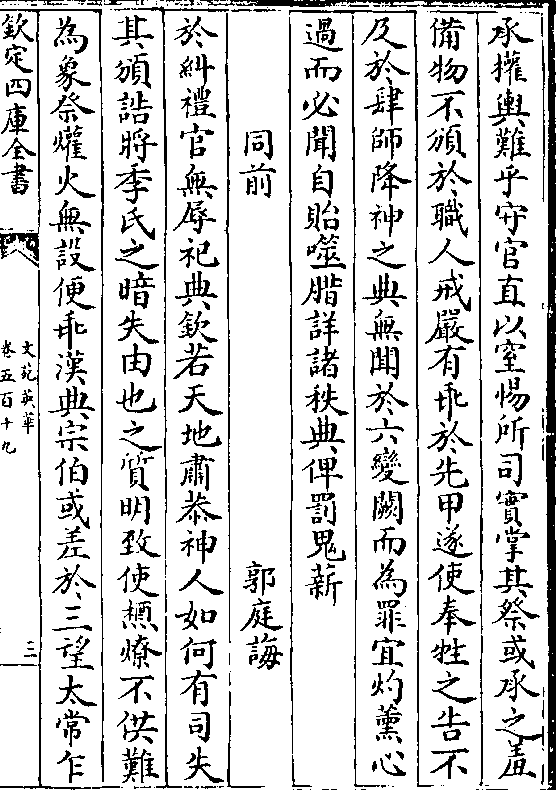 承權輿難乎守官直以室惕所司實掌其祭或承之羞
備物不頒於職人戒嚴有乖於先甲遂使奉牲之告不
及於肆師降神之典無聞於六變闕而為罪宜灼薰心
過而必聞自貽噬腊詳諸秩典俾罰鬼薪
同前 郭庭誨
於糾禮官無辱祀典欽若天地肅恭神人如何有司失
其頒誥將季氏之暗失由也之質明致使槱燎不供難
為象祭爟火無設便乖漢典宗伯或差於三望太常乍
欽定四庫全書
文苑英華
卷五百十九
三